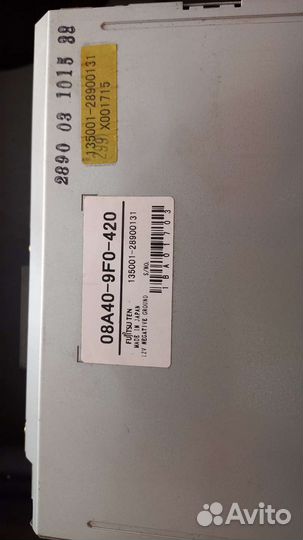 2890 03 1015 38
135001-28900131
299 X001715
08A40-9F0-420
135001-28900131
FUJITSU TEN
MADE IN JAPAN
12V NEGATIVE GROUND
S/NO.
1BA01703
Avito